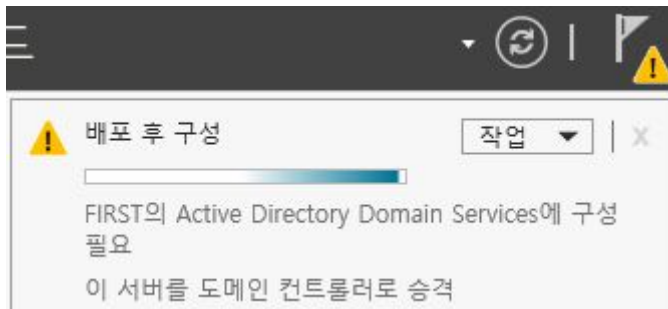 배포 후 구성
작업
FIRST의 Active Directory Domain Services에 구성
필요
이 서버를 도메인 컨트롤러로 승격